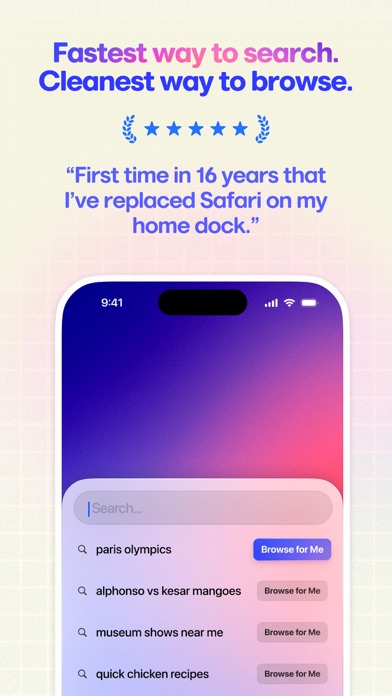 Fastest way to search.
Cleanest way to browse.
“First time in 16 years that
I’ve replaced Safari on my
home dock.”
9:41
Search...
paris olympics Browse for Me
alphonso vs kesar mangoes Browse for Me
museum shows near me Browse for Me
quick chicken recipes Browse for Me